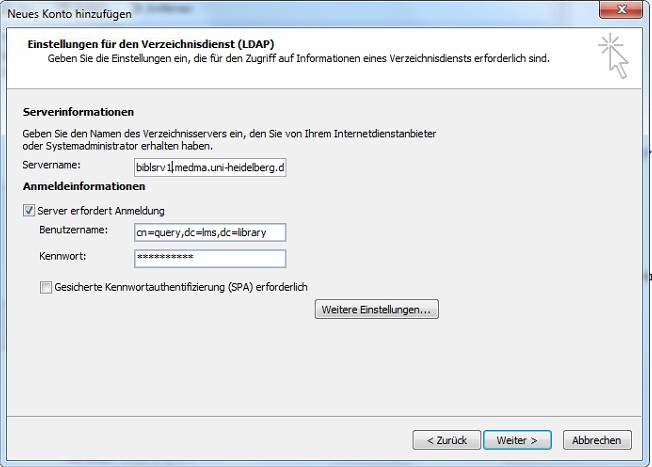 Neues Konto hinzufügen
Einstellungen für den Verzeichnisdienst (LDAP)
Geben Sie die Einstellungen ein, die für den Zugriff auf Informationen eines Verzeichnisdiensts erforderlich sind.
Serverinformationen
Geben Sie den Namen des Verzeichnisservers ein, den Sie von Ihrem Internetdienstanbieter
oder Systemadministrator erhalten haben.
Servername: biblsrv1.medma.uni-heidelberg.d
Anmeldeinformationen
Server erfordert Anmeldung
Benutzername: cn=query,dc=lms,dc=library
Kennwort: **********
Gesicherte Kennwortauthentifizierung (SPA) erforderlich
Weitere Einstellungen...
< Zurück Weiter > Abbrechen